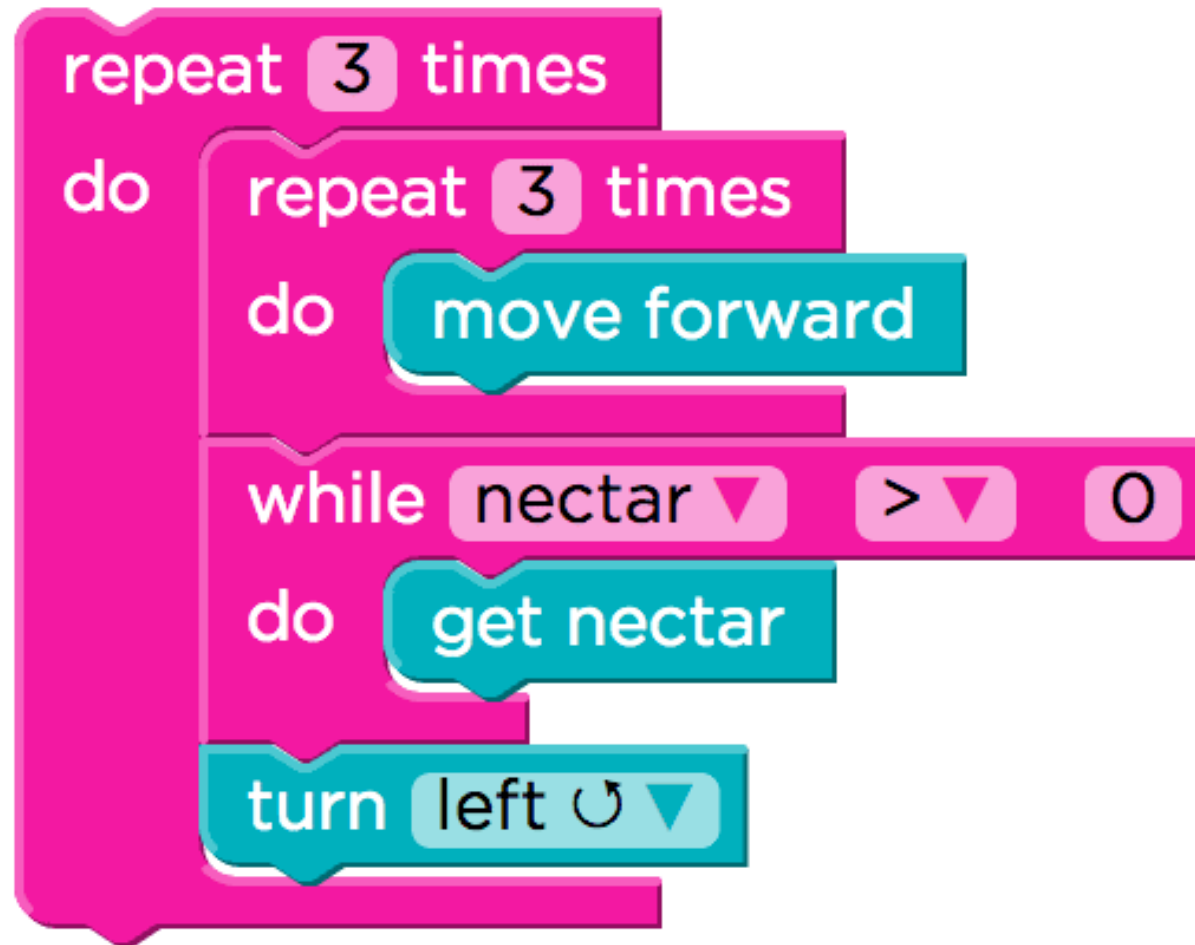 repeat 3 times
do repeat 3 times
do move forward
while nectar ▼ > ▼ 0
do get nectar
turn left ↺ ▼